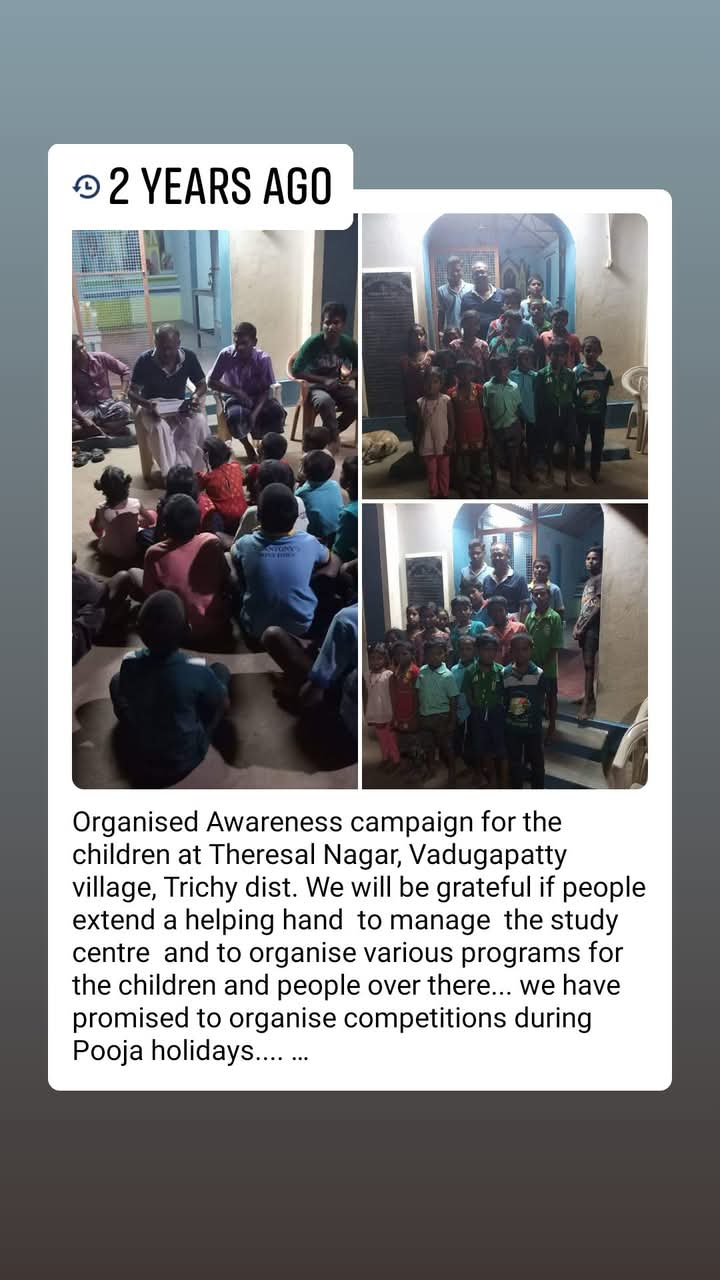 2 YEARS AGO
Organised Awareness campaign for the
children at Theresal Nagar, Vadugapatty
village, Trichy dist. We will be grateful if people
extend a helping hand  to manage  the study
centre  and to organise various programs for
the children and people over there... we have
promised to organise competitions during
Pooja holidays.... ...